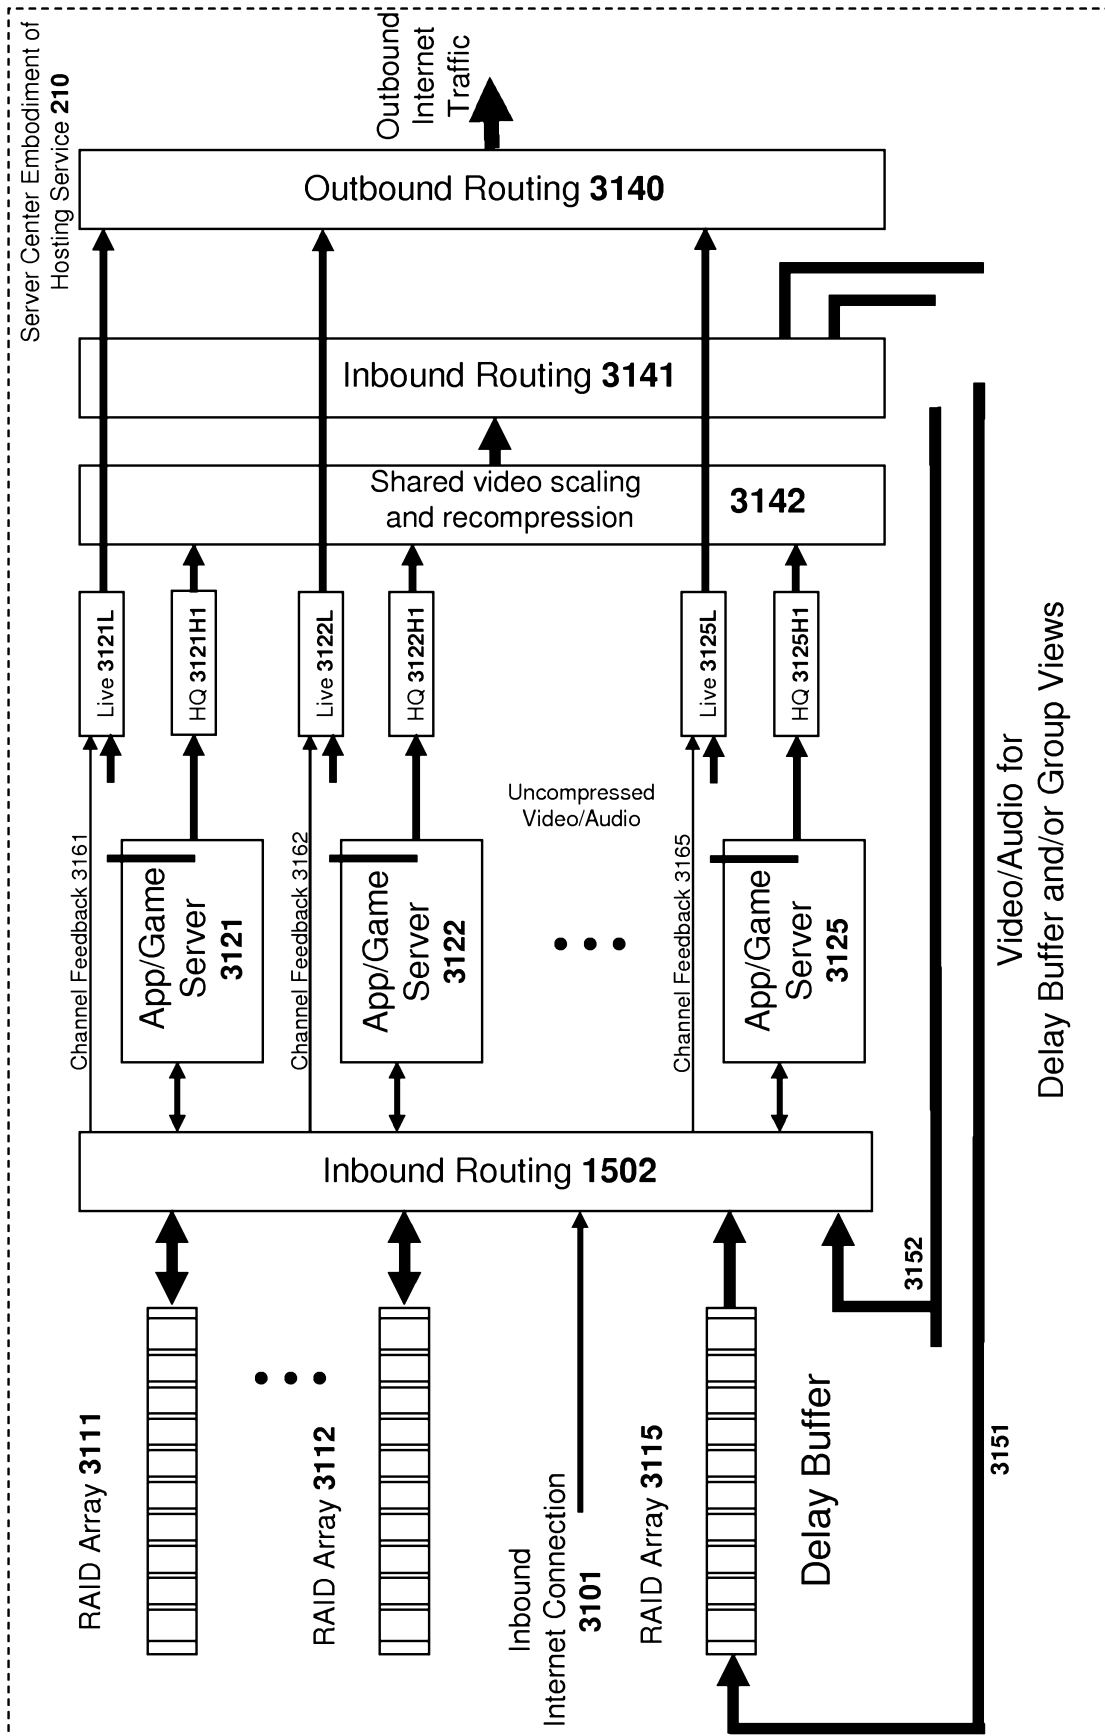 Server Center Embodiment of
Hosting Service 210
Outbound
Internet
Traffic
Outbound Routing 3140
Inbound Routing 3141
Shared video scaling
and recompression
3142
Live 3121L
HQ 3121H1
Live 3122L
HQ 3122H1
Live 3125L
HQ 3125H1
Uncompressed
Video/Audio
Channel Feedback 3161
App/Game
Server
3121
Channel Feedback 3162
App/Game
Server
3122
Channel Feedback 3165
App/Game
Server
3125
Video/Audio for
Delay Buffer and/or Group Views
Inbound Routing 1502
3152
3151
RAID Array 3111
RAID Array 3112
Inbound
Internet Connection
3101
RAID Array 3115
Delay Buffer